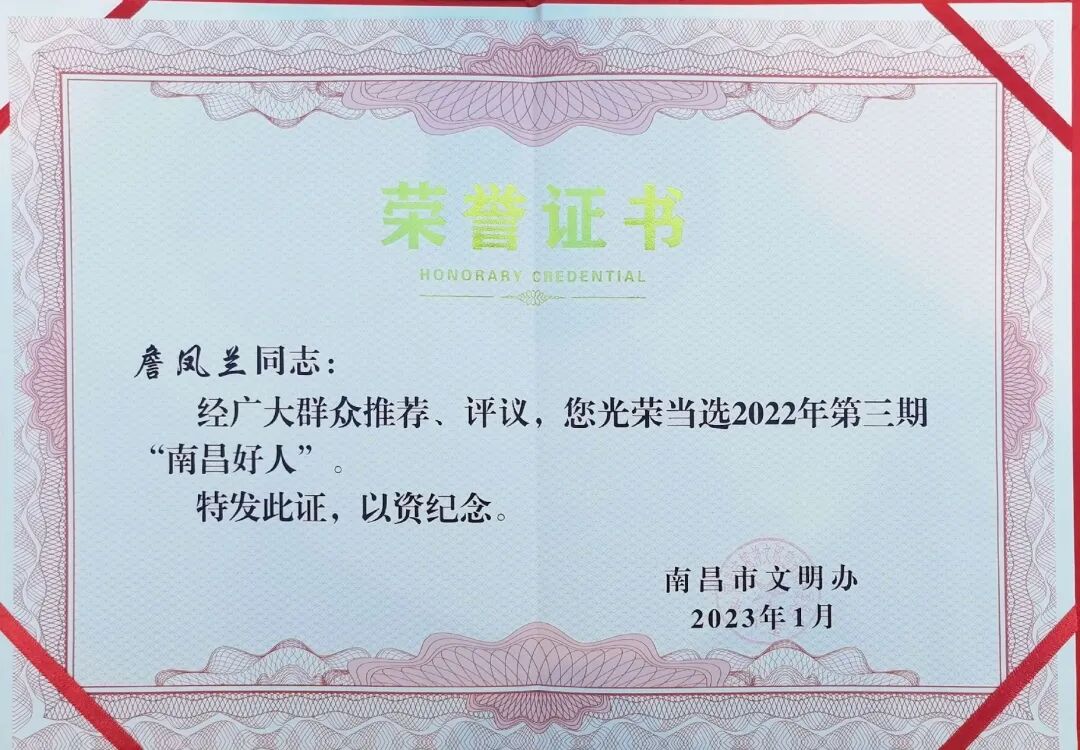 荣誉证书
HONORARY CREDENTIAL
詹凤兰同志：
经广大群众推荐、评议，您光荣当选2022年第三期
“南昌好人”。
特发此证，以资纪念。
南昌市文明办
2023年1月